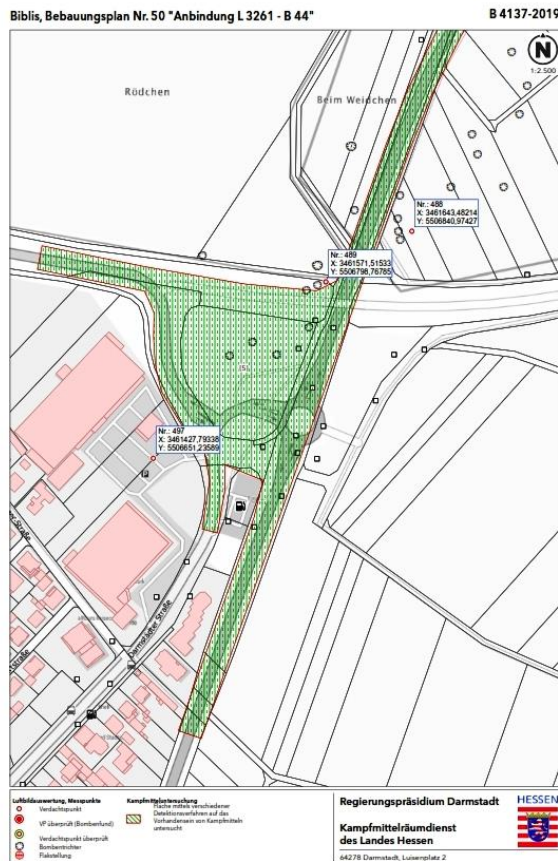 Biblis, Bebauungsplan Nr. 50 "Anbindung L 3261 - B 44"
B 4137-2019
N
1:2.500
Rödchen
Beim Weidchen
Nr.: 488
X: 3461643,48214
Y: 5506840,97427
Nr.: 489
X: 3461571,51533
Y: 5506798,76785
Nr.: 497
X: 3461427,79338
Y: 5506651,23589
P
Darmstädter Straße
Straße
Luftbildauswertung, Messpunkte
Verdachtspunkt
VP überprüft (Bombenfund)
Verdachtspunkt überprüft
Bombentrichter
Flakstellung
Kampfmitteluntersuchung
Fläche mittels verschiedener
Detektionsverfahren auf das
Vorhandensein von Kampfmitteln
untersucht
Regierungspräsidium Darmstadt
Kampfmittelräumdienst
des Landes Hessen
64278 Darmstadt, Luisenplatz 2
HESSEN